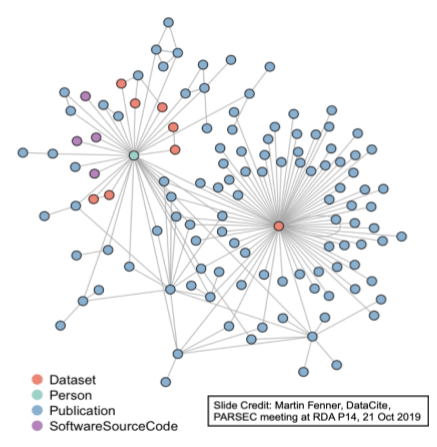 Dataset
Person
Publication
SoftwareSourceCode
Slide Credit: Martin Fenner, DataCite,
PARSEC meeting at RDA P14, 21 Oct 2019